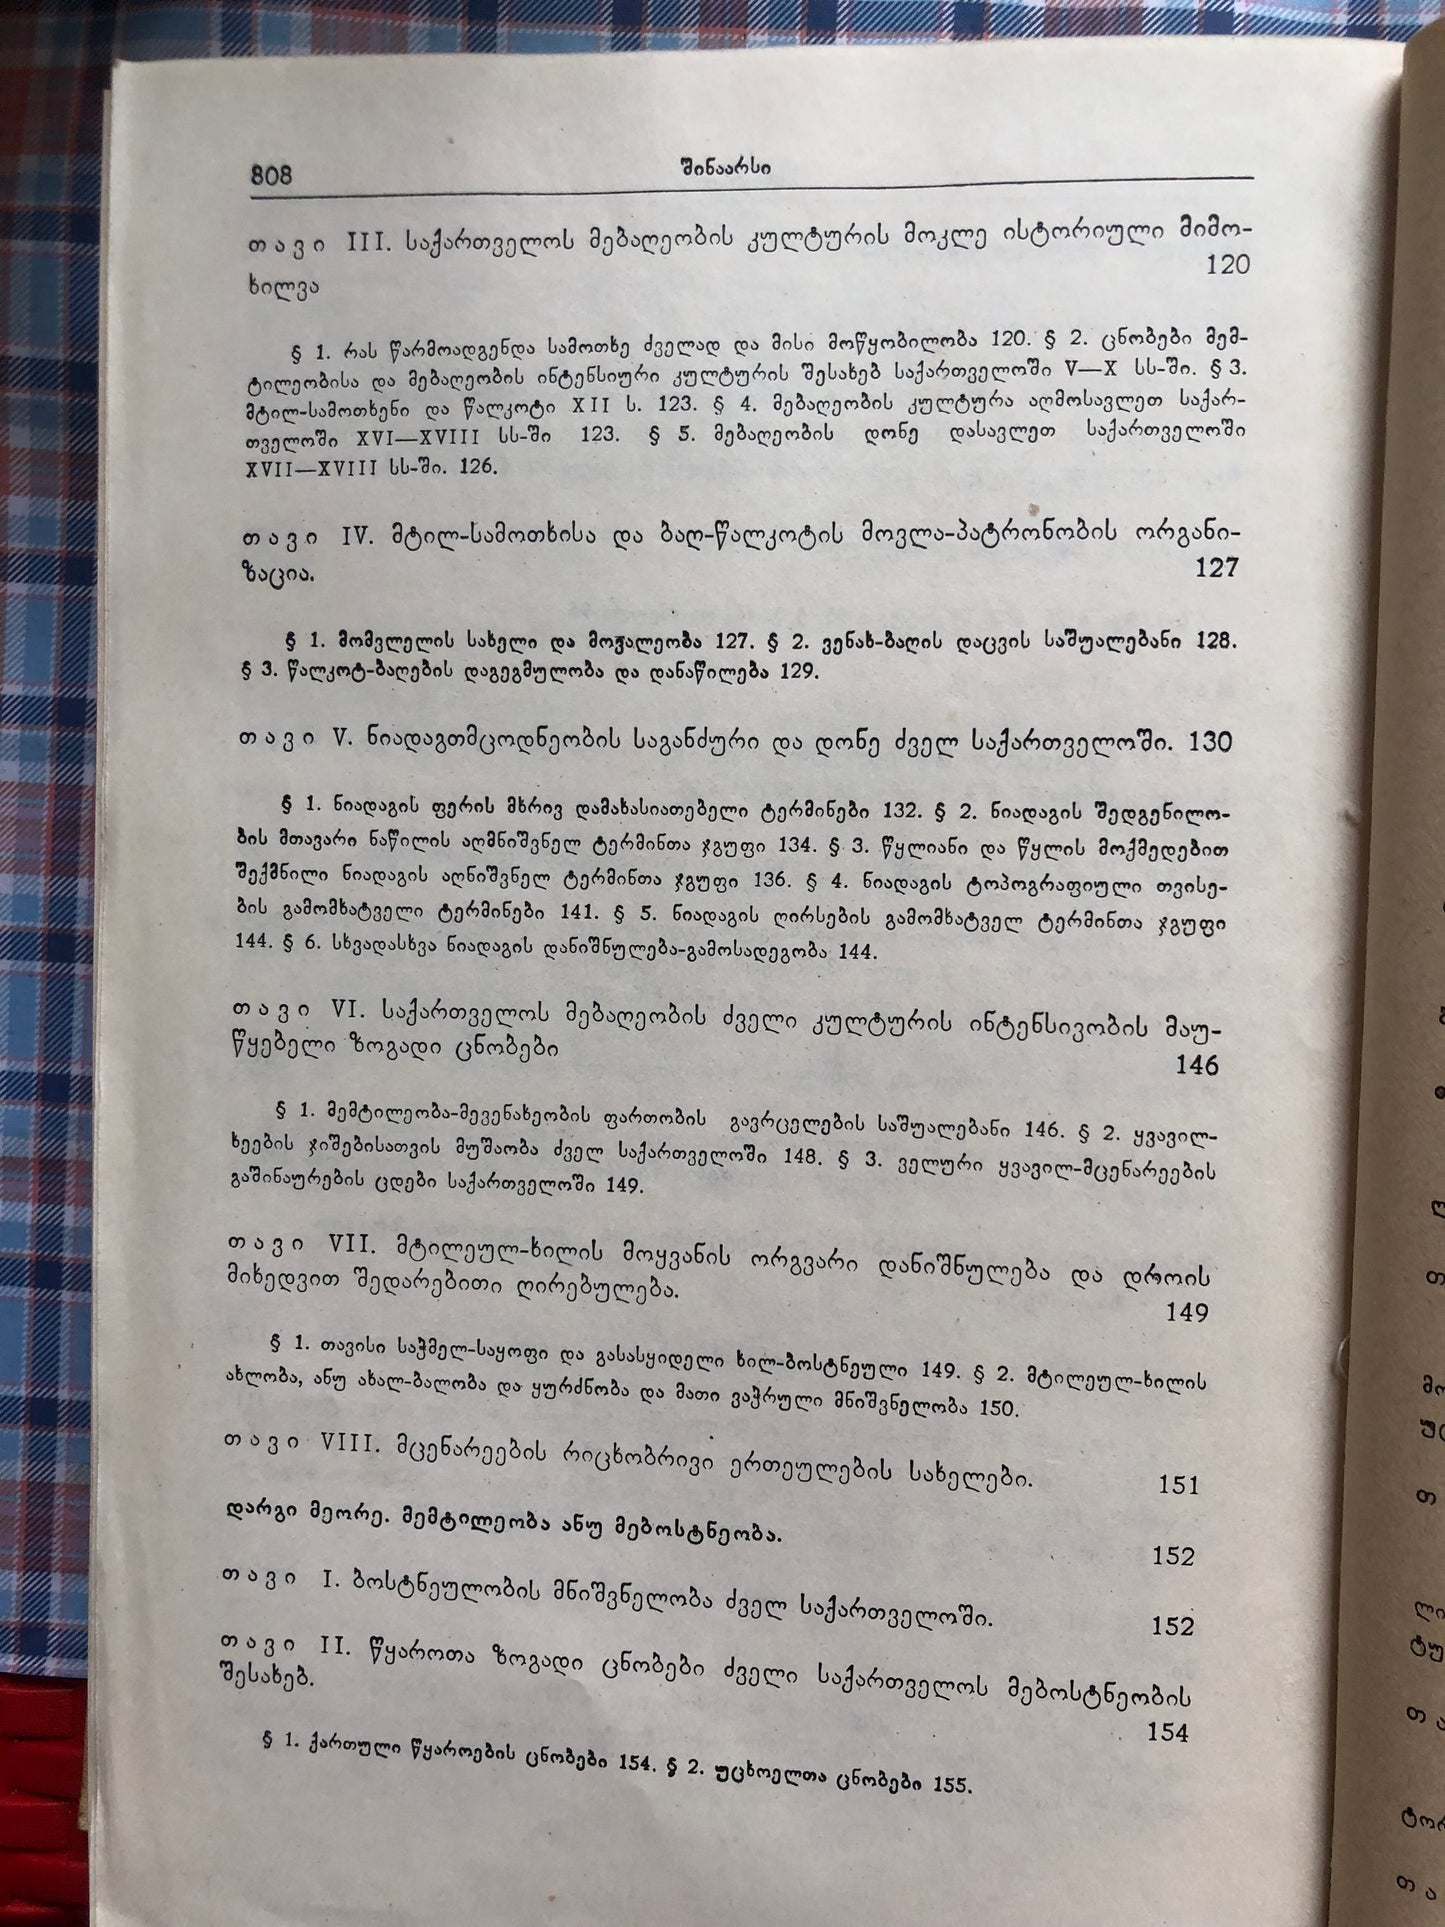 808
შინაარსი
თავი III. საქართველოს მებაღეობის კულტურის მოკლე ისტორიული მიმო-
ხილვა 120
§ 1. რას წარმოადგენდა სამოთხე ძველად და მისი მოწყობილობა 120. § 2. ცნობები მემ-
ტილეობისა და მებაღეობის ინტენსიური კულტურის შესახებ საქართველოში V—X სს-ში. § 3.
მტილ-სამოთხენი და წალკოტი XII ს. 123. § 4. მებაღეობის კულტურა აღმოსავლეთ საქარ-
თველოში XVI—XVIII სს-ში 123. § 5. მებაღეობის დონე დასავლეთ საქართველოში
XVII—XVIII სს-ში. 126.
თავი IV. მტილ-სამოთხისა და ბაღ-წალკოტის მოვლა-პატრონობის ორგანი-
ზაცია. 127
§ 1. მომვლელის სახელი და მოჟალეობა 127. § 2. ვენახ-ბაღის დაცვის საშუალებანი 128.
§ 3. წალკოტ-ბაღების დაგეგმულობა და დანაწილება 129.
თავი V. ნიადაგთმცოდნეობის საგანძური და დონე ძველ საქართველოში. 130
§ 1. ნიადაგის ფერის მხრივ დამახასიათებელი ტერმინები 132. § 2. ნიადაგის შედგენილო-
ბის მთავარი ნაწილის აღმნიშვნელ ტერმინთა ჯგუფი 134. § 3. წყლიანი და წყლის მოქმედებით
შექმნილი ნიადაგის აღნიშვნელ ტერმინთა ჯგუფი 136. § 4. ნიადაგის ტოპოგრაფიული თვისე-
ბის გამომხატველი ტერმინები 141. § 5. ნიადაგის ღირსების გამომხატველ ტერმინთა ჯგუფი
144. § 6. სხვადასხვა ნიადაგის დანიშნულება-გამოსადეგობა 144.
თავი VI. საქართველოს მებაღეობის ძველი კულტურის ინტენსივობის მაუ-
წყებელი ზოგადი ცნობები 146
§ 1. მემტილეობა-მევენახეობის ფართობის გავრცელების საშუალებანი 146. § 2. ყვავილ-
ხეების ჯიშებისათვის მუშაობა ძველ საქართველოში 148. § 3. ველური ყვავილ-მცენარეების
გაშინაურების ცდები საქართველოში 149.
თავი VII. მტილეულ-ხილის მოყვანის ორგვარი დანიშნულება და დროის
მიხედვით შედარებითი ღირებულება. 149
§ 1. თავისი საჭმელ-საყოფი და გასასყიდელი ხილ-ბოსტნეული 149. § 2. მტილეულ-ხილის
ახლობა, ანუ ახალ-ბალობა და ყურძნობა და მათი ვაჭრული მნიშვნელობა 150.
თავი VIII. მცენარეების რიცხობრივი ერთეულების სახელები. 151
დარგი მეორე. მემტილეობა ანუ მებოსტნეობა. 152
თავი I. ბოსტნეულობის მნიშვნელობა ძველ საქართველოში. 152
თავი II. წყაროთა ზოგადი ცნობები ძველი საქართველოს მებოსტნეობის
შესახებ. 154
§ 1. ქართული წყაროების ცნობები 154. § 2. უცხოელთა ცნობები 155.